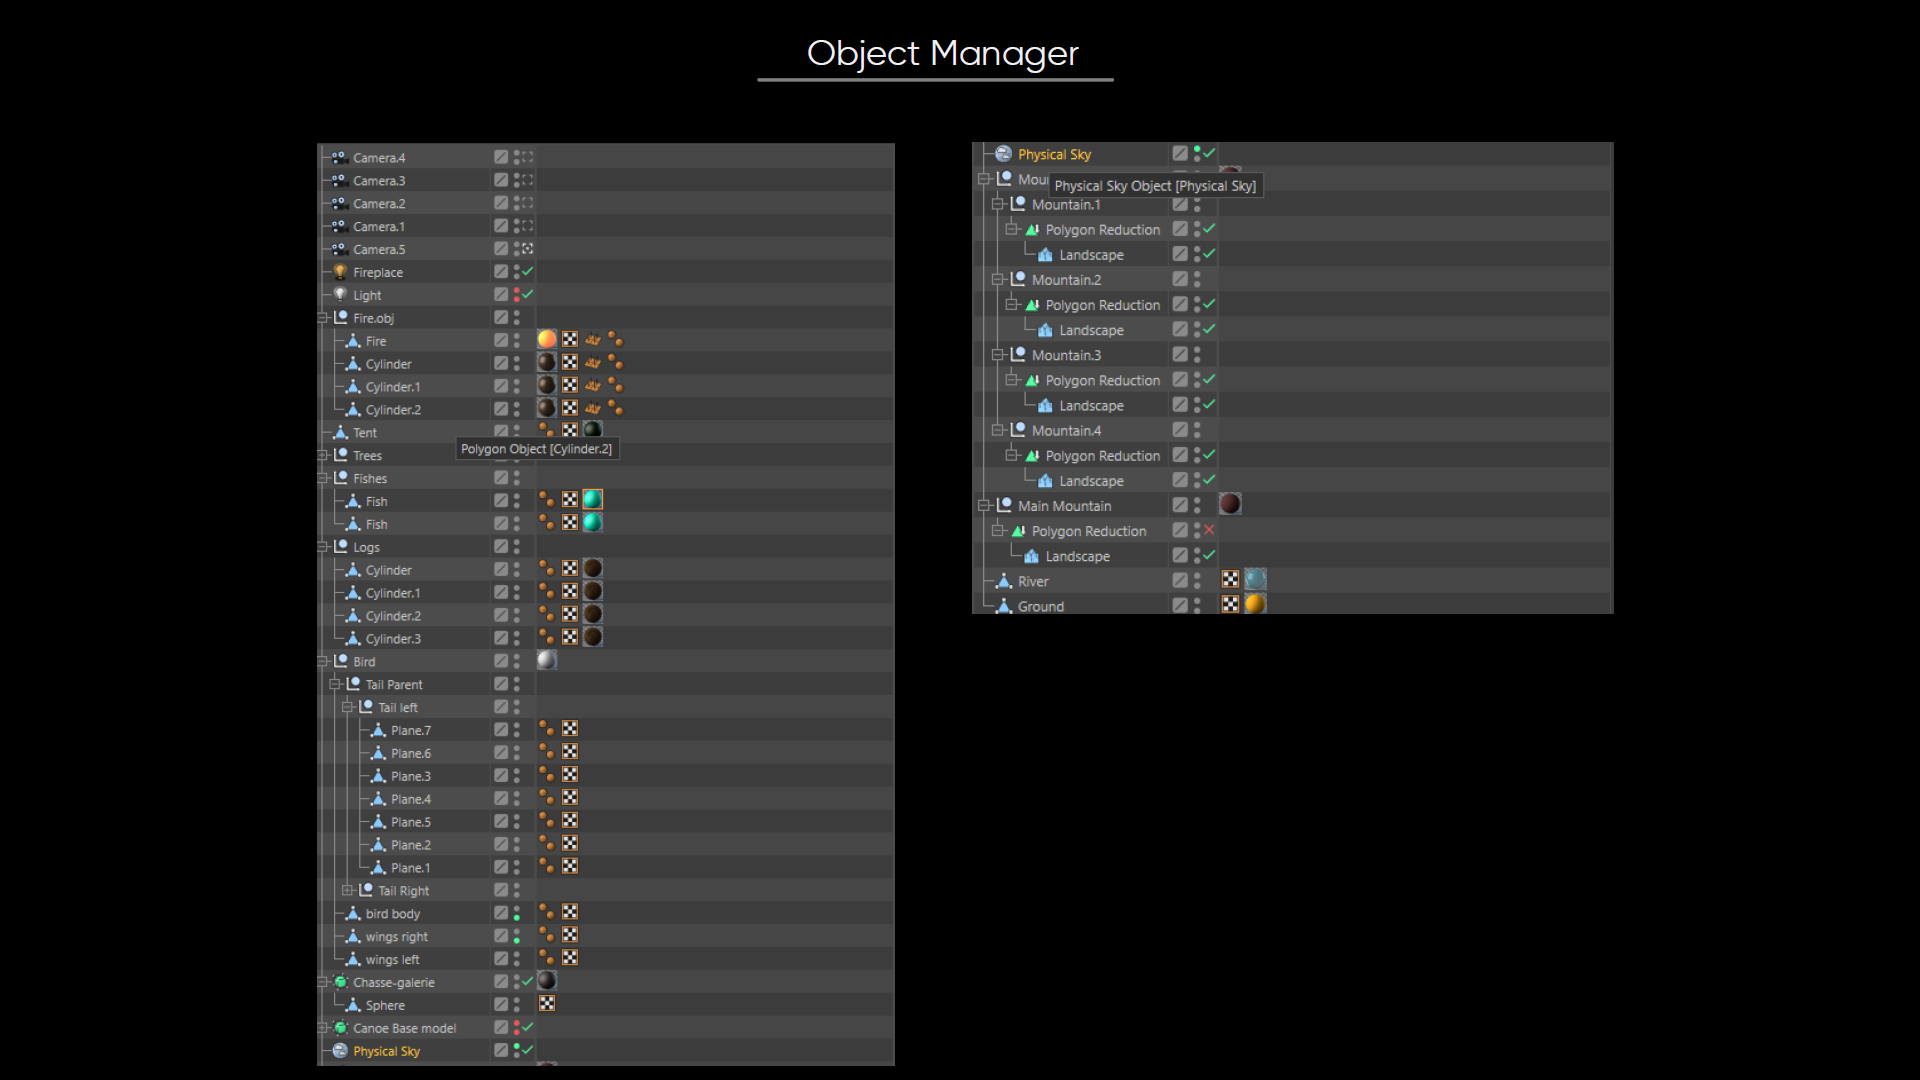 Object Manager
Camera.4
Camera.3
Camera.2
Camera.1
Camera.5
Fireplace
Light
Fire.obj
Fire
Cylinder
Cylinder.1
Cylinder.2
Tent
Polygon Object [Cylinder.2]
Trees
Fishes
Fish
Fish
Logs
Cylinder
Cylinder.1
Cylinder.2
Cylinder.3
Bird
Tail Parent
Tail left
Plane.7
Plane.6
Plane.3
Plane.4
Plane.5
Plane.2
Plane.1
Tail Right
bird body
wings right
wings left
Chasse-galerie
Sphere
Canoe Base model
Physical Sky
Physical Sky
Physical Sky Object [Physical Sky]
Mountain.1
Polygon Reduction
Landscape
Mountain.2
Polygon Reduction
Landscape
Mountain.3
Polygon Reduction
Landscape
Mountain.4
Polygon Reduction
Landscape
Main Mountain
Polygon Reduction
Landscape
River
Ground